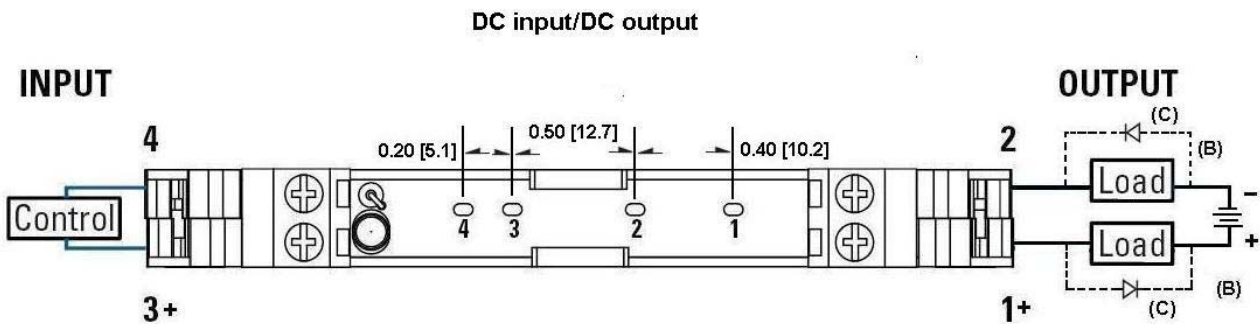 DC input/DC output
INPUT
OUTPUT
(C)
4
0.20 [5.1]
0.50 [12.7]
0.40 [10.2]
2
(B)
Load
-
Control
4
3
2
1
Load
+
3+
1+
(C)
(B)